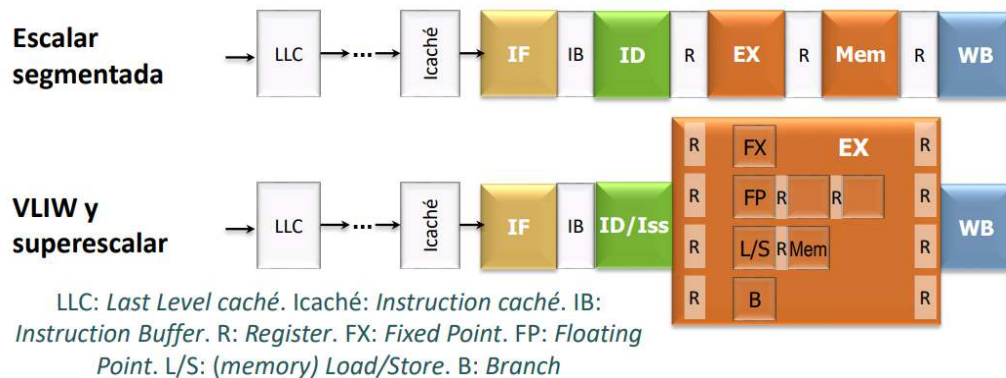 Escalar
segmentada
LLC
...
Icaché
IF
IB
ID
R
EX
R
Mem
R
WB
VLIW y
superescalar
LLC
...
Icaché
IF
IB
ID/Iss
EX
R
FX
R
R
FP
R
R
R
R
L/S
R
Mem
R
R
B
R
WB
LLC: Last Level caché. Icaché: Instruction caché. IB:
Instruction Buffer. R: Register. FX: Fixed Point. FP: Floating
Point. L/S: (memory) Load/Store. B: Branch